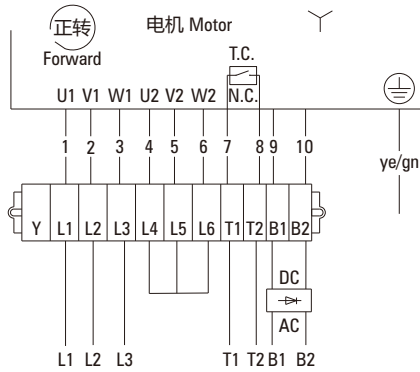 正转
电机 Motor
Forward
T.C.
N.C.
U1 V1 W1 U2 V2 W2
1 2 3 4 5 6 7 8 9 10
ye/gn
Y L1 L2 L3 L4 L5 L6 T1 T2 B1 B2
DC
AC
L1 L2 L3 T1 T2 B1 B2